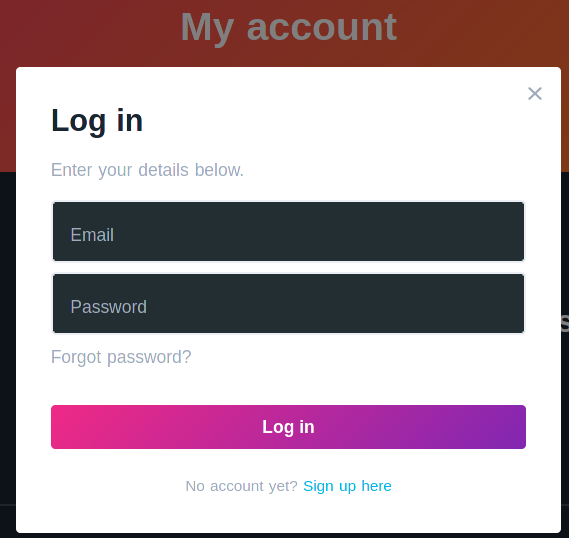 My account
Log in
Enter your details below.
Email
Password
Forgot password?
Log in
No account yet? Sign up here